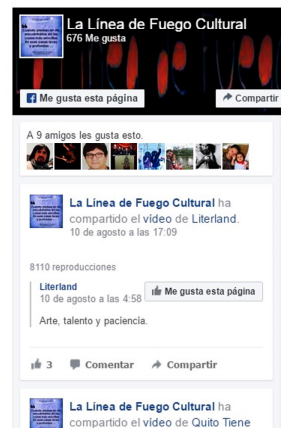 La Línea de Fuego Cultural
676 Me gusta
Me gusta esta página
Compartir
A 9 amigos les gusta esto.
La Línea de Fuego Cultural ha
compartido el vídeo de Literland.
10 de agosto a las 17:09
8110 reproducciones
Literland
10 de agosto a las 4:58
Me gusta esta página
Arte, talento y paciencia.
3 Comentar Compartir
La Línea de Fuego Cultural ha
compartido el vídeo de Quito Tiene